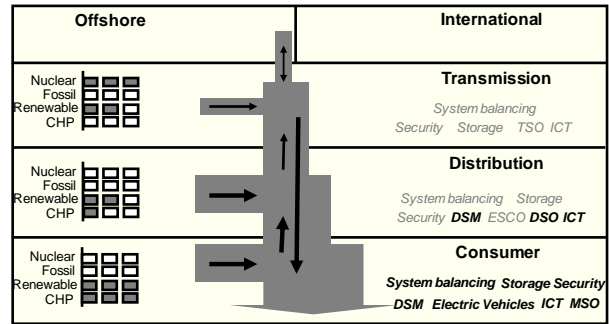 Offshore
International
Nuclear
Fossil
Renewable
CHP
Transmission
System balancing
Security Storage TSO ICT
Nuclear
Fossil
Renewable
CHP
Distribution
System balancing Storage
Security DSM ESCO DSO ICT
Nuclear
Fossil
Renewable
CHP
Consumer
System balancing Storage Security
DSM Electric Vehicles ICT MSO